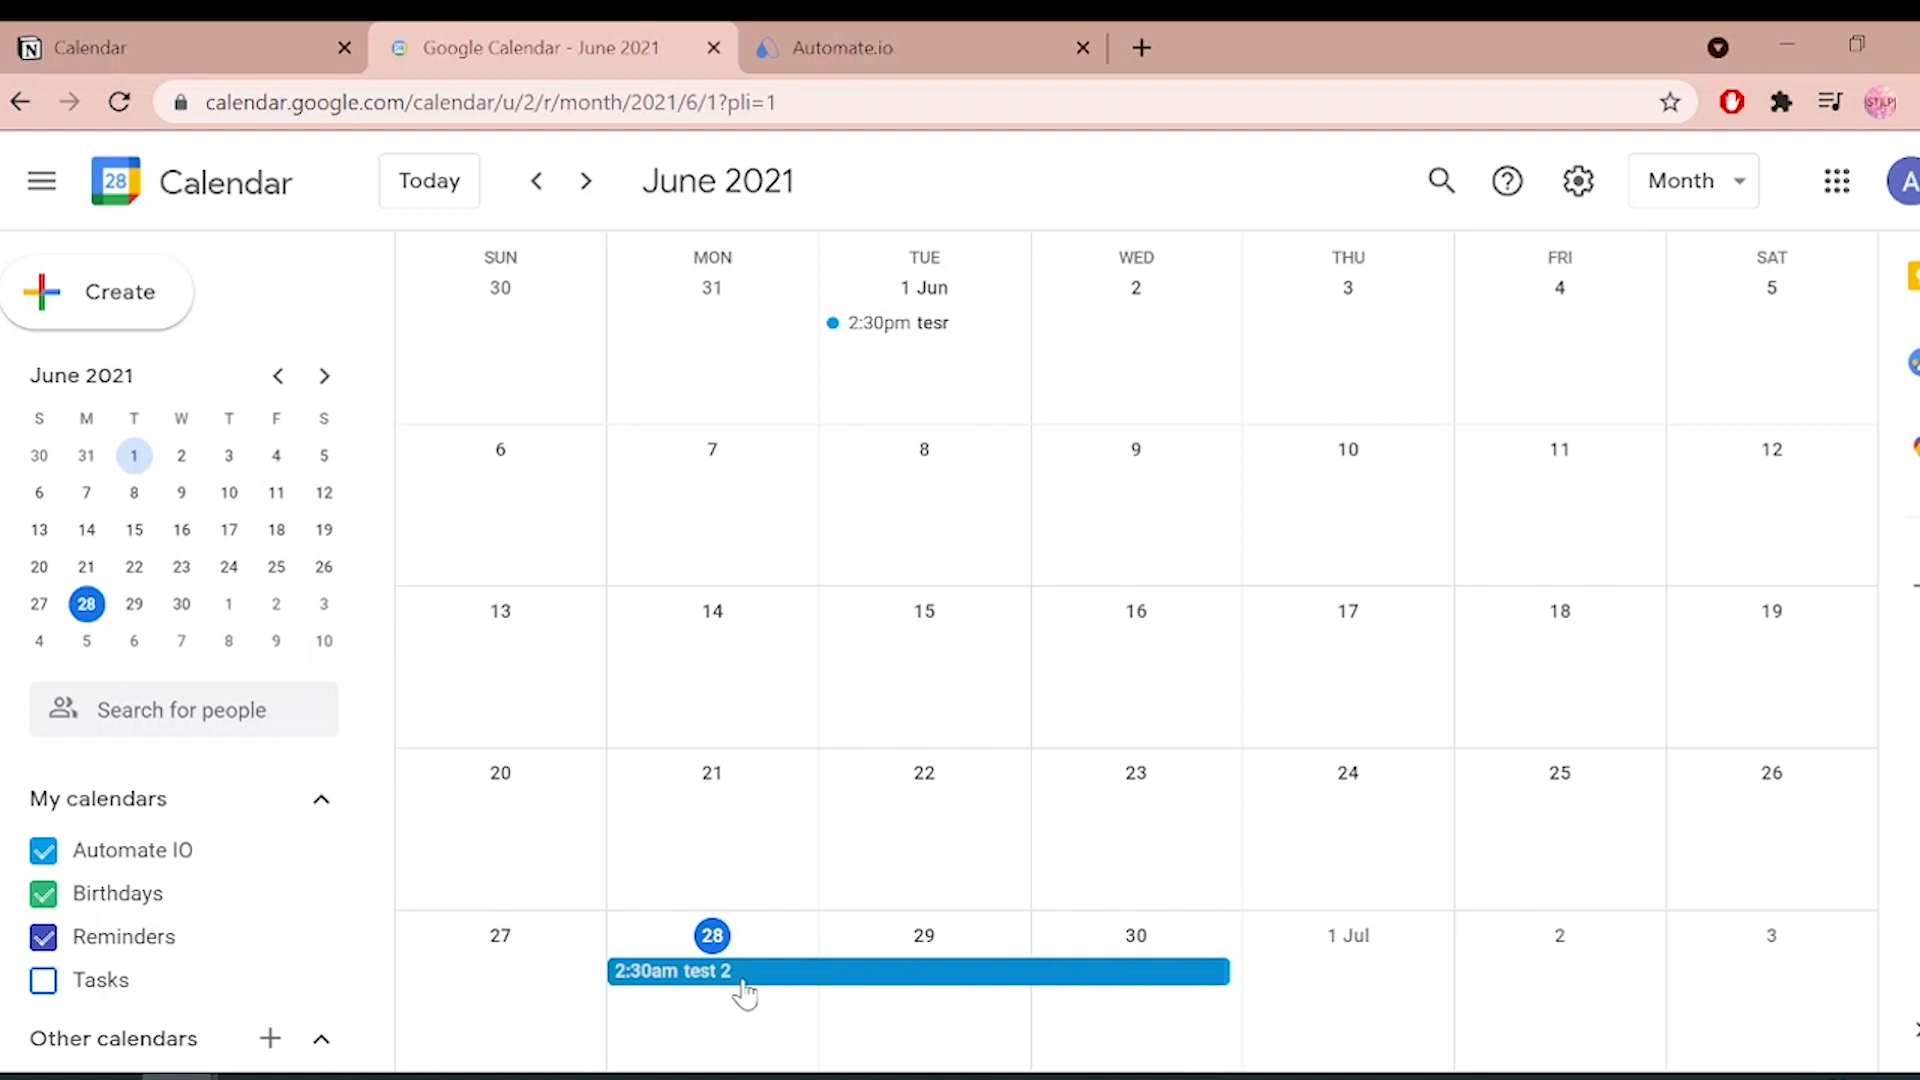 Calendar
Google Calendar - June 2021
Automate.io
calendar.google.com/calendar/u/2/r/month/2021/6/1?pli=1
28 Calendar
Today
June 2021
Month
A
Create
June 2021
S M T W T F S
30 31 1 2 3 4 5
6 7 8 9 10 11 12
13 14 15 16 17 18 19
20 21 22 23 24 25 26
27 28 29 30 1 2 3
4 5 6 7 8 9 10
Search for people
My calendars
Automate IO
Birthdays
Reminders
Tasks
Other calendars
SUN MON TUE WED THU FRI SAT
30 31 1 Jun 2 3 4 5
2:30pm tesr
6 7 8 9 10 11 12
13 14 15 16 17 18 19
20 21 22 23 24 25 26
27 28 29 30 1 Jul 2 3
2:30am test 2